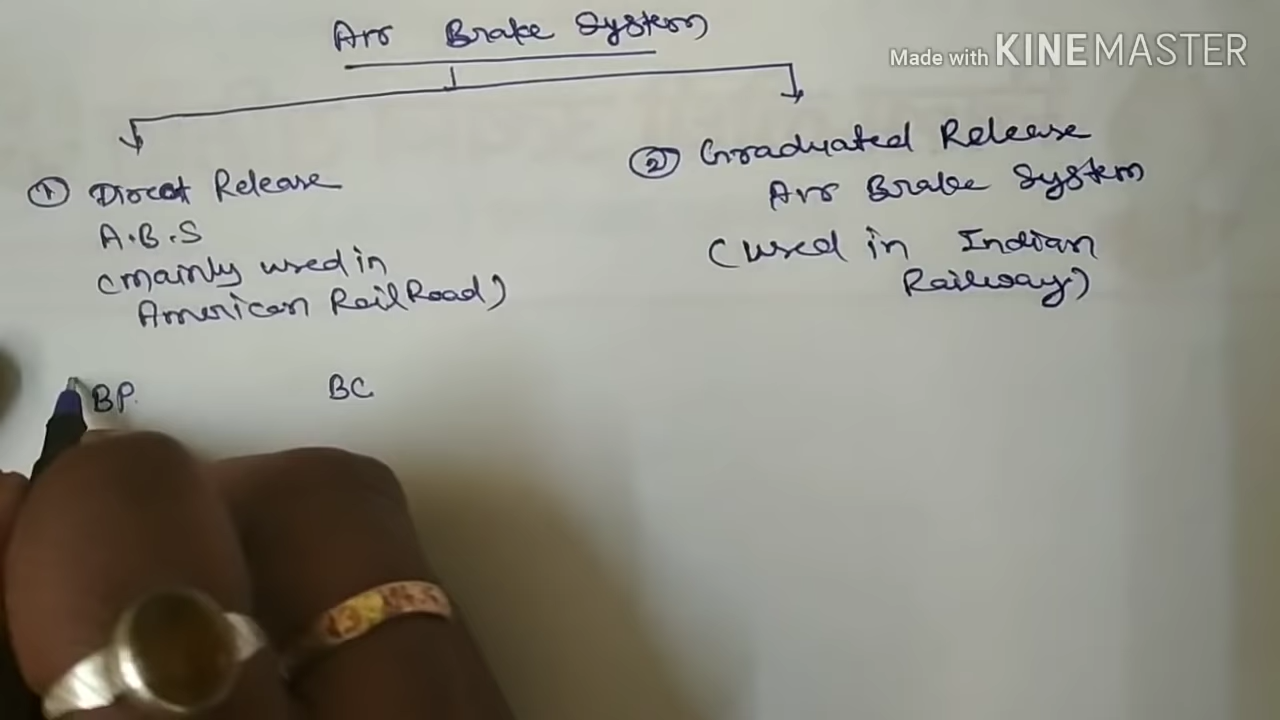 Air Brake System
Made with KINEMASTER
① Direct Release
A.B.S
(mainly used in
American RailRoad)
② Graduated Release
Air Brake System
(used in Indian
Railway)
BP.
BC